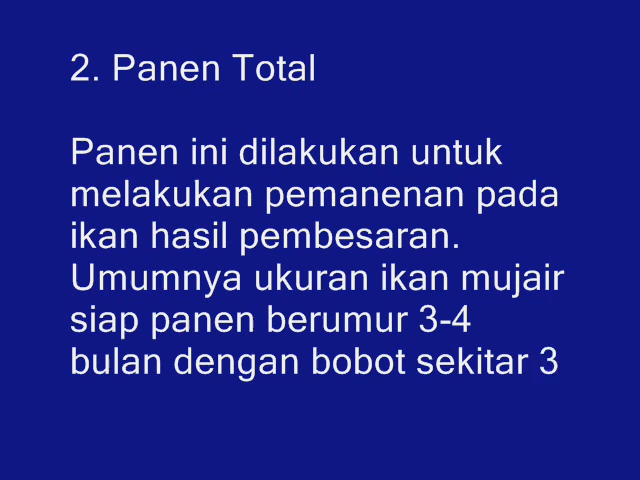 2. Panen Total
Panen ini dilakukan untuk
melakukan pemanenan pada
ikan hasil pembesaran.
Umumnya ukuran ikan mujair
siap panen berumur 3-4
bulan dengan bobot sekitar 3